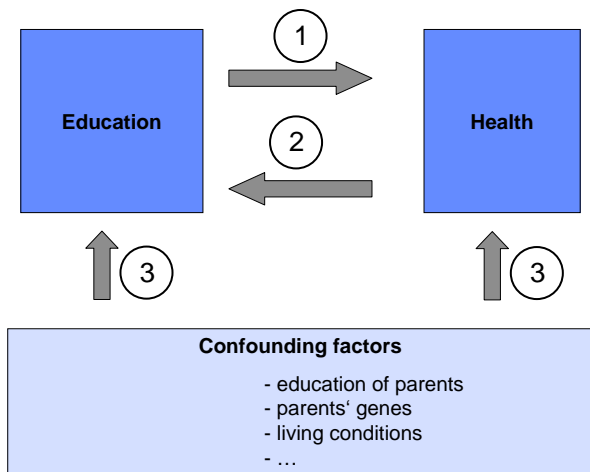 1
Education
Health
2
3
3
Confounding factors
- education of parents
- parents‘ genes
- living conditions
- …